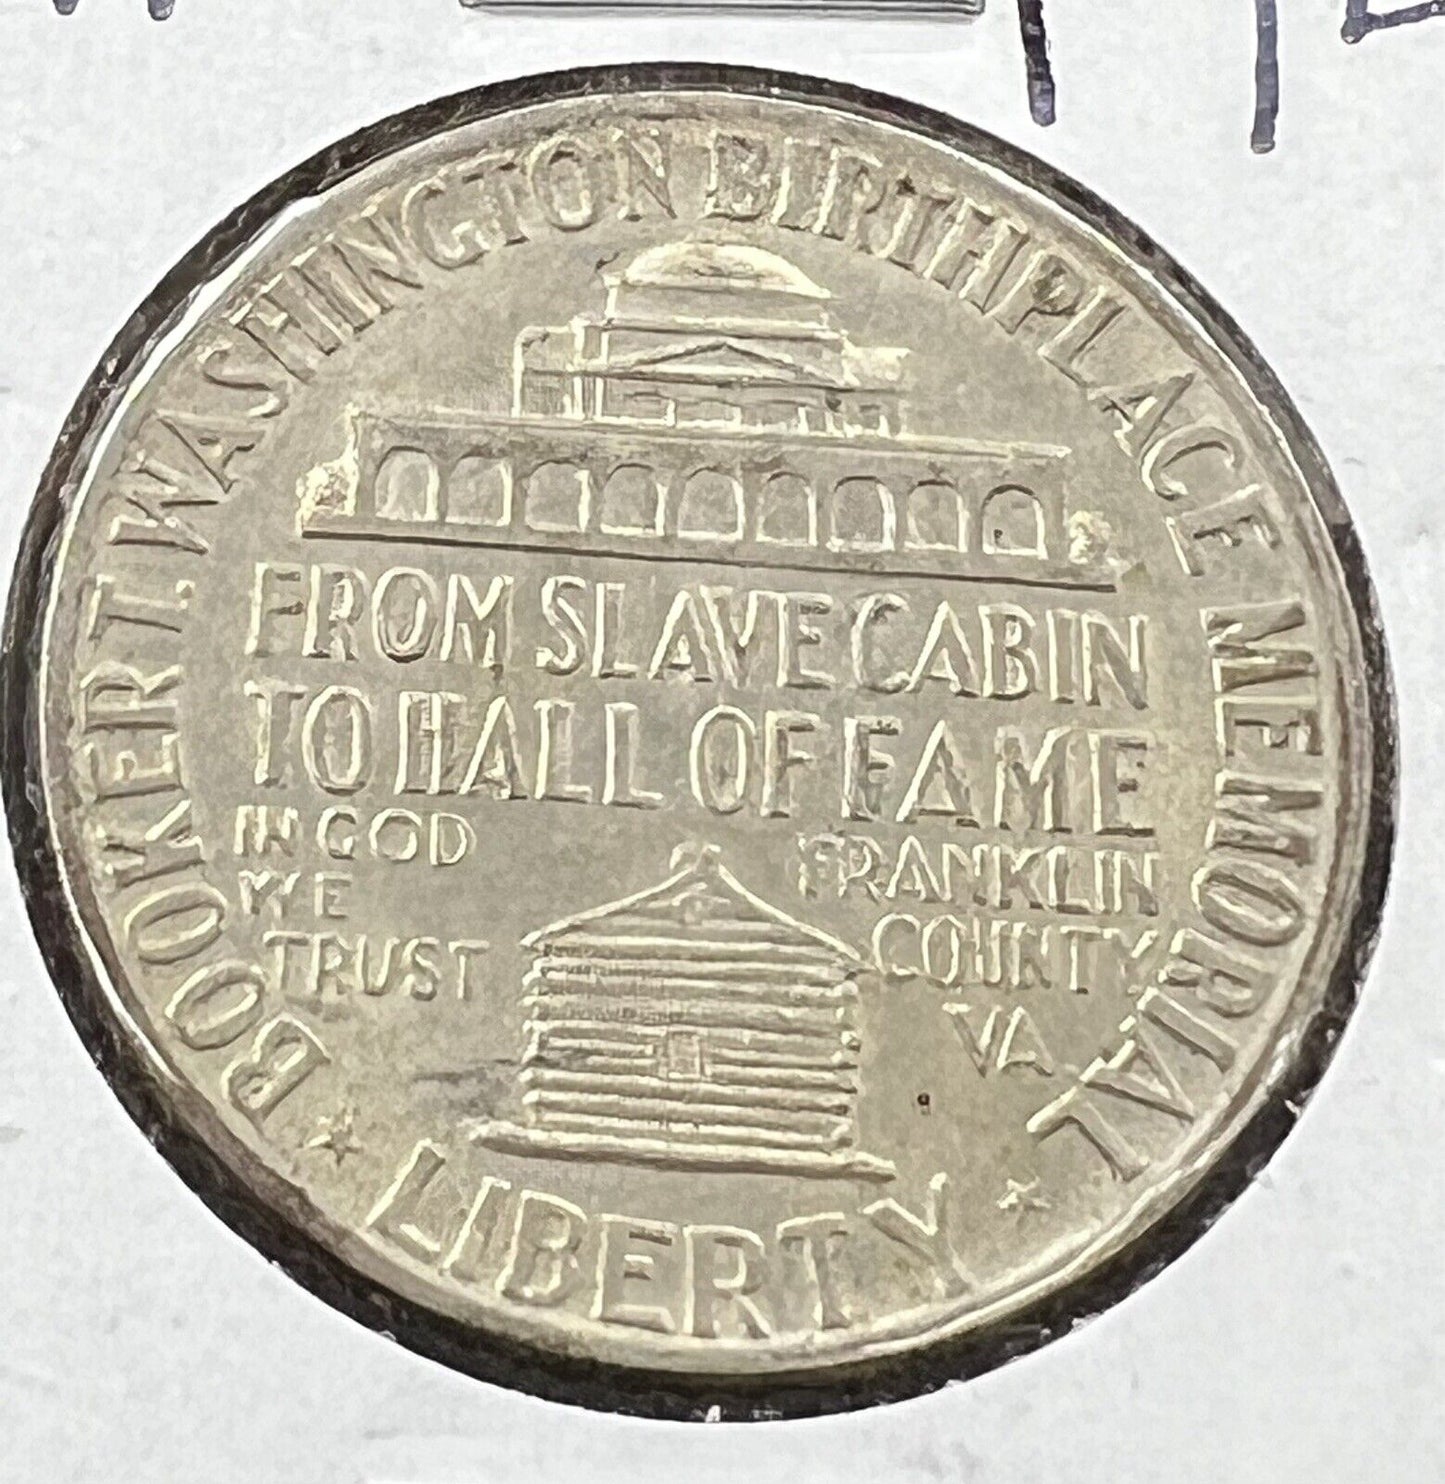 BOOKER T. WASHINGTON BIRTHPLACE MEMORIAL
FROM SLAVE CABIN
TO HALL OF FAME
IN GOD
WE
TRUST
FRANKLIN
COUNTY
VA
LIBERTY